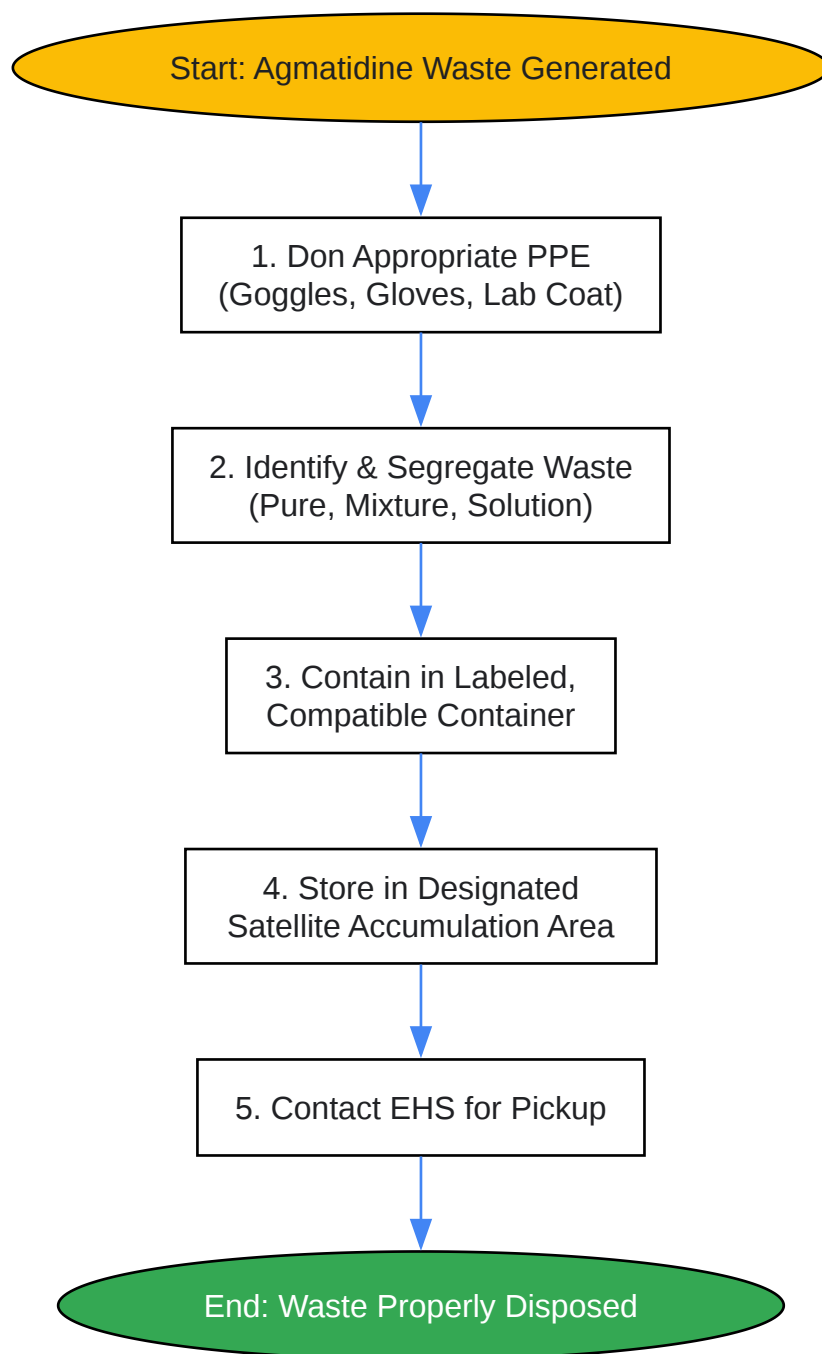 Start: Agmatidine Waste Generated
1. Don Appropriate PPE
(Goggles, Gloves, Lab Coat)
2. Identify & Segregate Waste
(Pure, Mixture, Solution)
3. Contain in Labeled,
Compatible Container
4. Store in Designated
Satellite Accumulation Area
5. Contact EHS for Pickup
End: Waste Properly Disposed